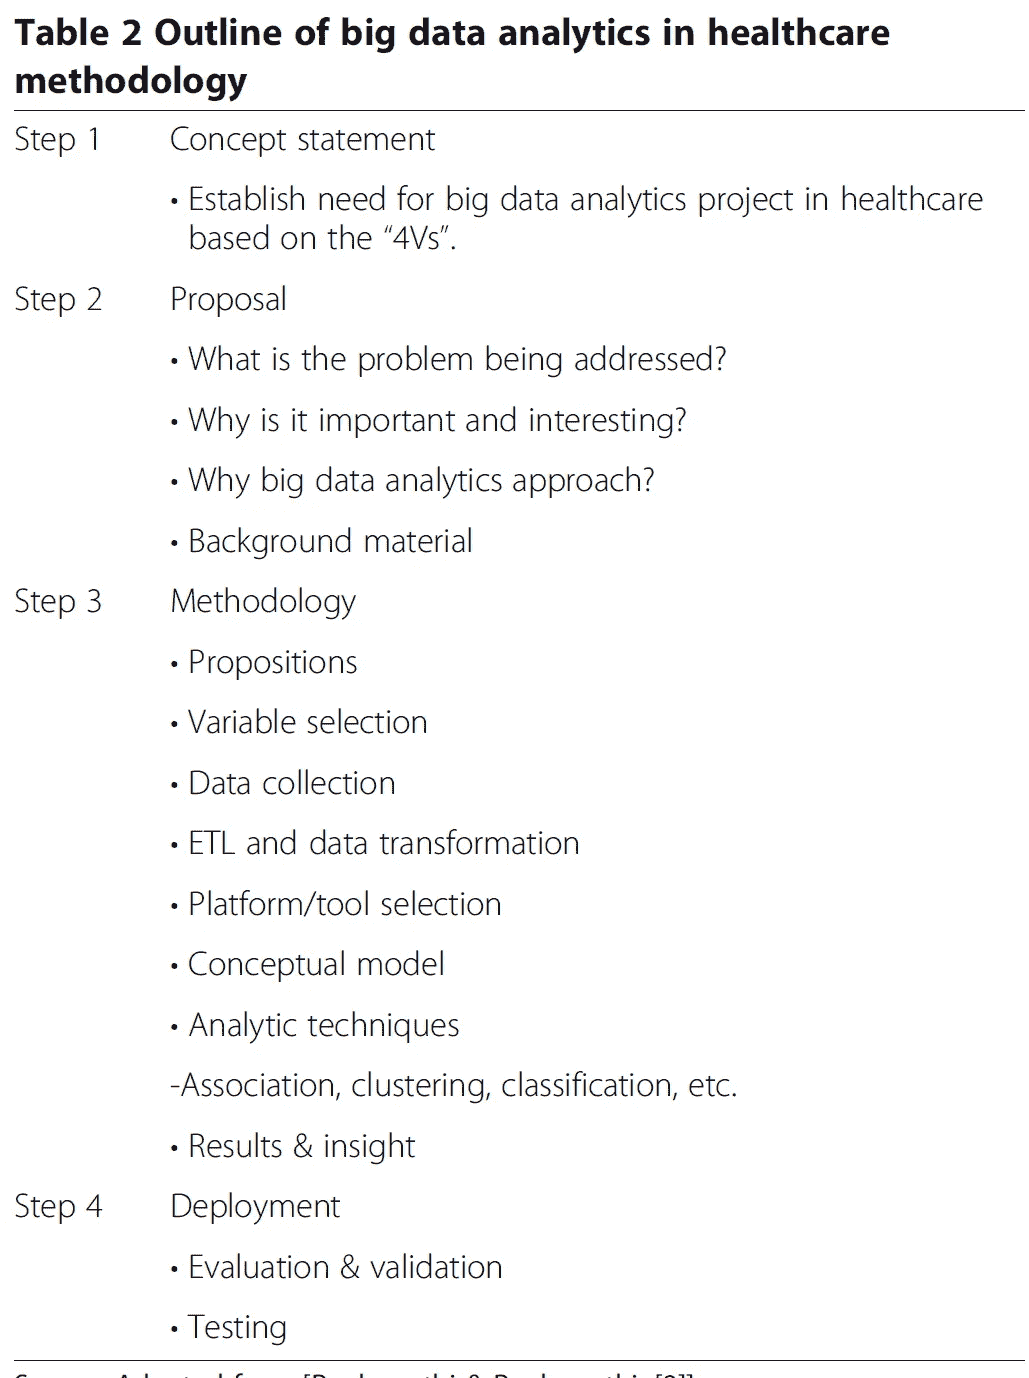 Table 2 Outline of big data analytics in healthcare
methodology
Step 1 Concept statement
• Establish need for big data analytics project in healthcare
based on the “4Vs”.
Step 2 Proposal
• What is the problem being addressed?
• Why is it important and interesting?
• Why big data analytics approach?
• Background material
Step 3 Methodology
• Propositions
• Variable selection
• Data collection
• ETL and data transformation
• Platform/tool selection
• Conceptual model
• Analytic techniques
-Association, clustering, classification, etc.
• Results & insight
Step 4 Deployment
• Evaluation & validation
• Testing